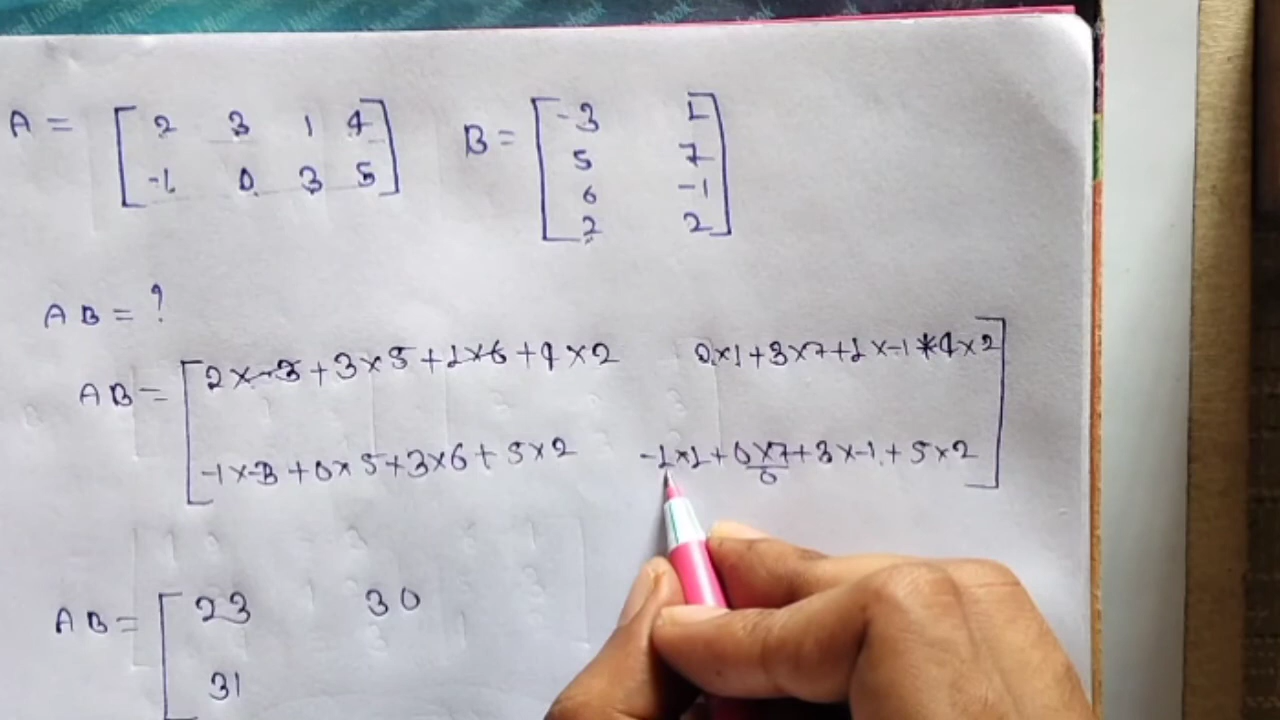 A = [ 2 3 1 4 B = [ -3 1
-1 0 3 5 ] 5 7
6 -1
2 2 ]
AB = ?
AB = [ 2×-3+3×5+1×6+4×2 2×1+3×7+1×-1+4×2
-1×-3+0×5+3×6+5×2 -1×1+0×7+3×-1+5×2 ]
0
AB = [ 23 30
31